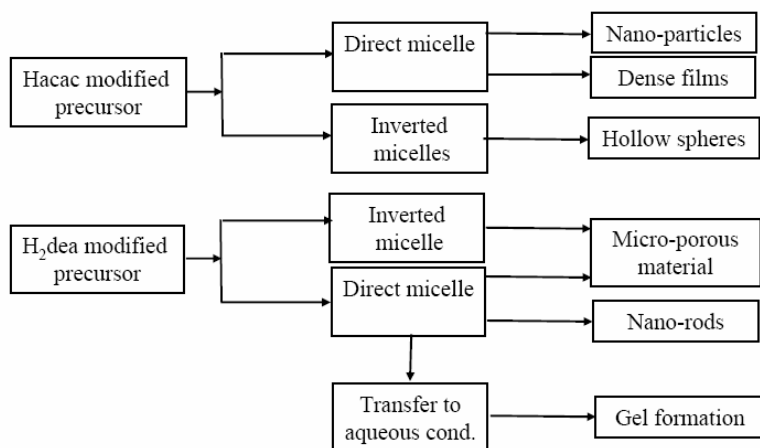 Hacac modified
precursor
Direct micelle
Nano-particles
Dense films
Inverted
micelles
Hollow spheres
H₂dea modified
precursor
Inverted
micelle
Micro-porous
material
Direct micelle
Nano-rods
Transfer to
aqueous cond.
Gel formation